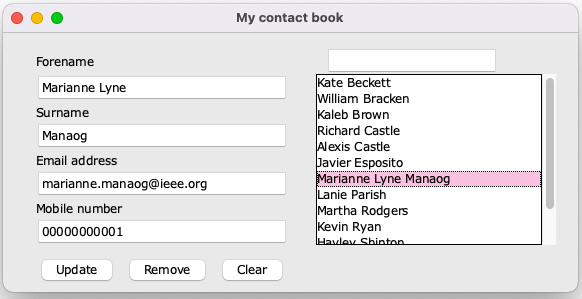 My contact book
Forename
Marianne Lyne
Surname
Manaog
Email address
marianne.manaog@ieee.org
Mobile number
00000000001
Update
Remove
Clear
Kate Beckett
William Bracken
Kaleb Brown
Richard Castle
Alexis Castle
Javier Esposito
Marianne Lyne Manaog
Lanie Parish
Martha Rodgers
Kevin Ryan
Hayley Shipton